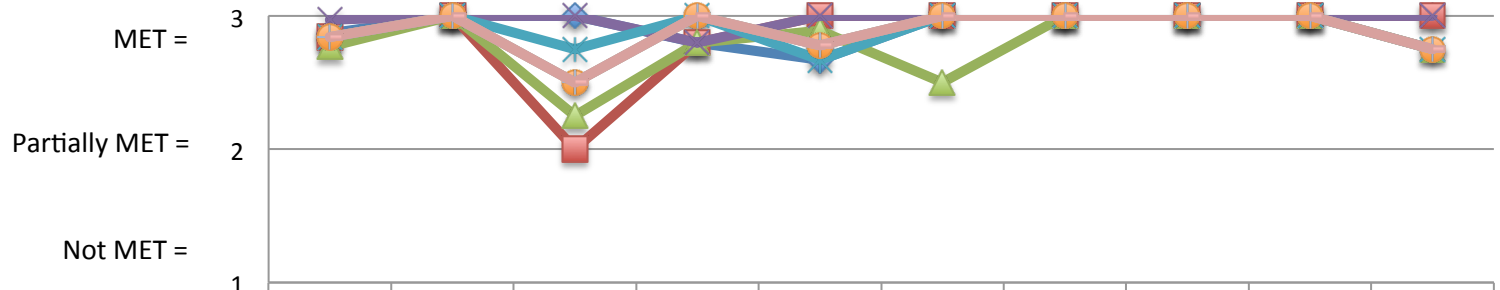 3
MET =
Partially MET =
2
Not MET =
1